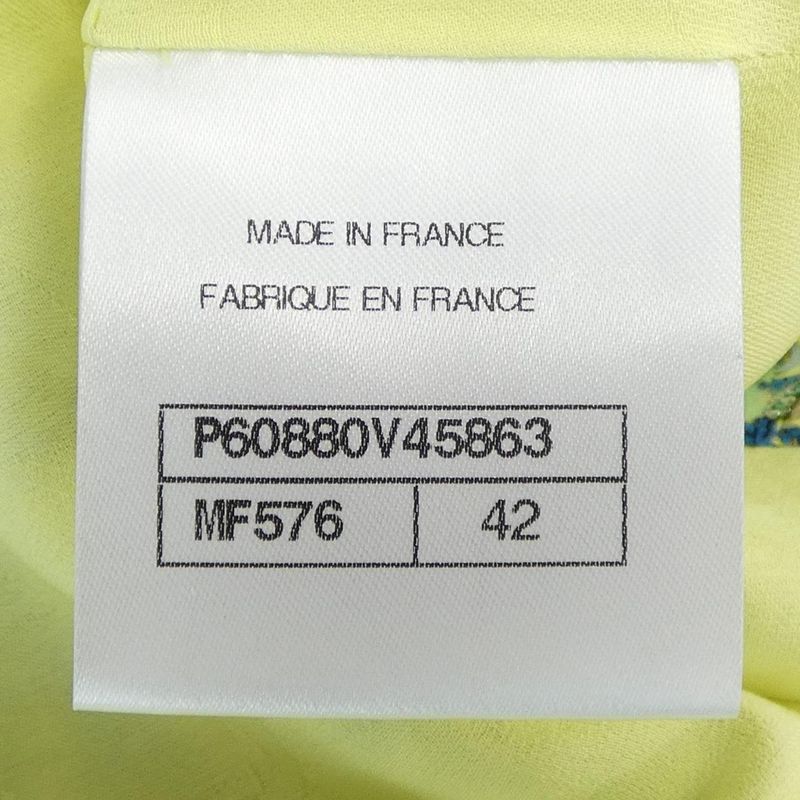 MADE IN FRANCE
FABRIQUE EN FRANCE
P60880V45863
MF576 42